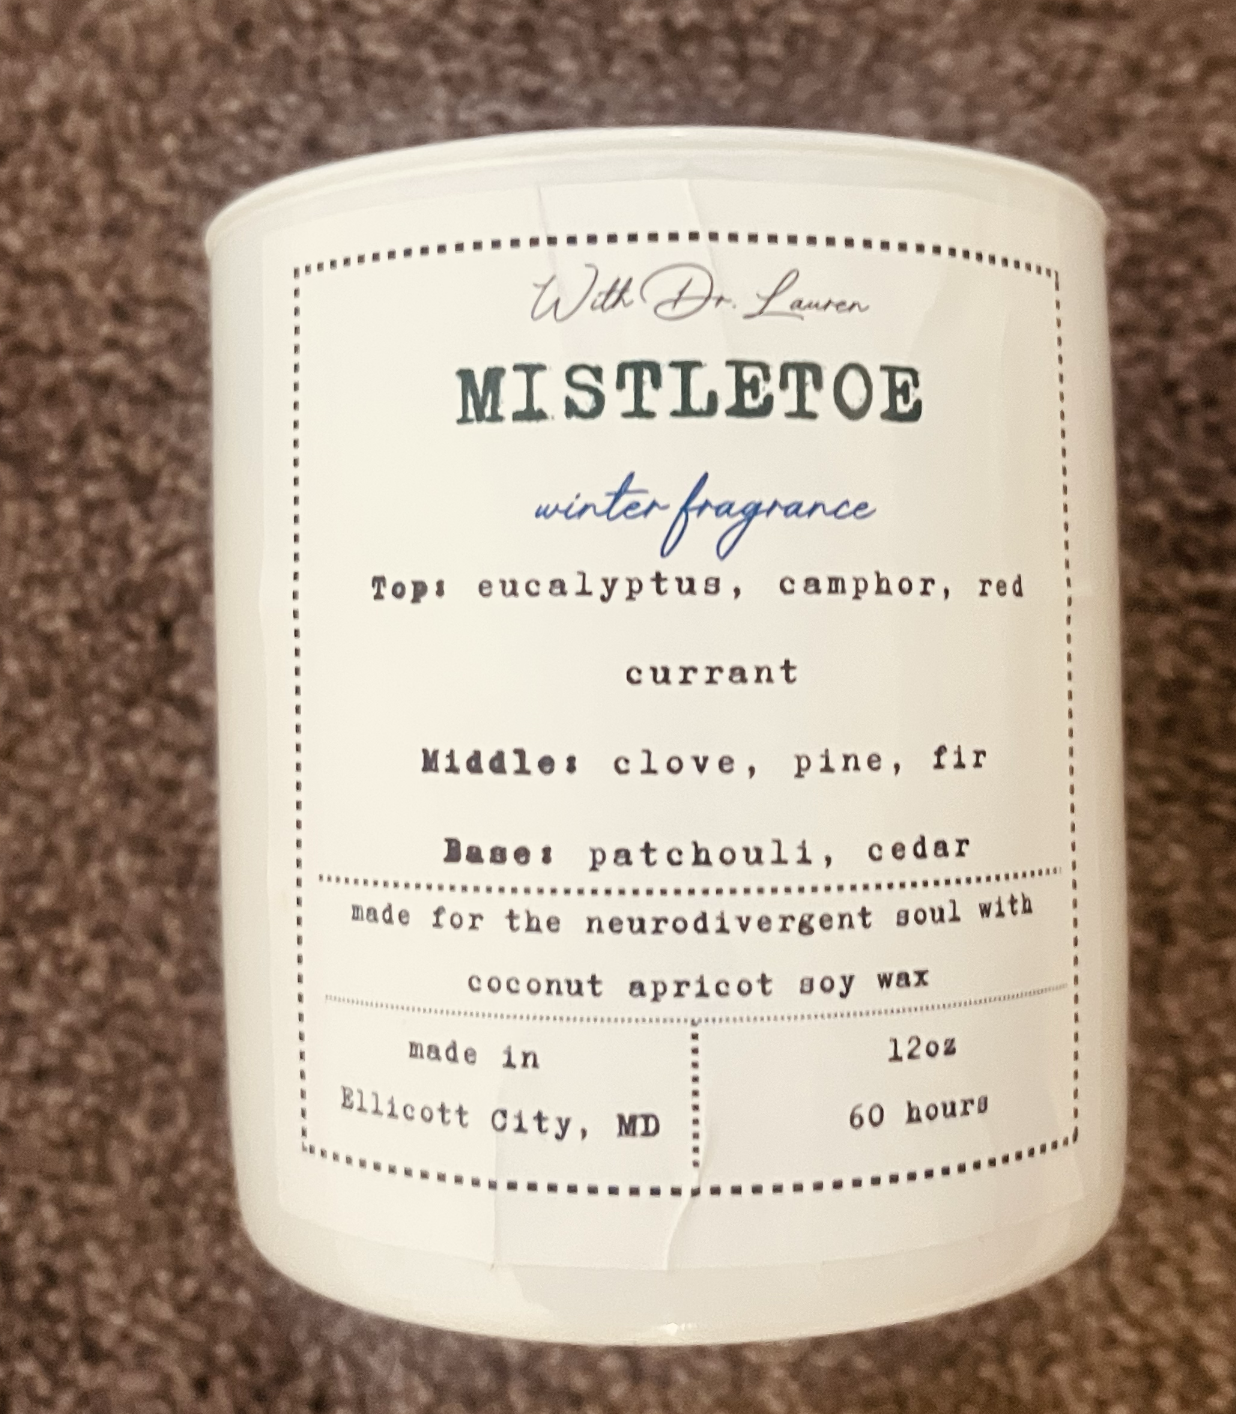 With Dr. Lauren
MISTLETOE
winter fragrance
Top: eucalyptus, camphor, red
currant
Middle: clove, pine, fir
Base: patchouli, cedar
made for the neurodivergent soul with
coconut apricot soy wax
made in
Ellicott City, MD
12oz
60 hours